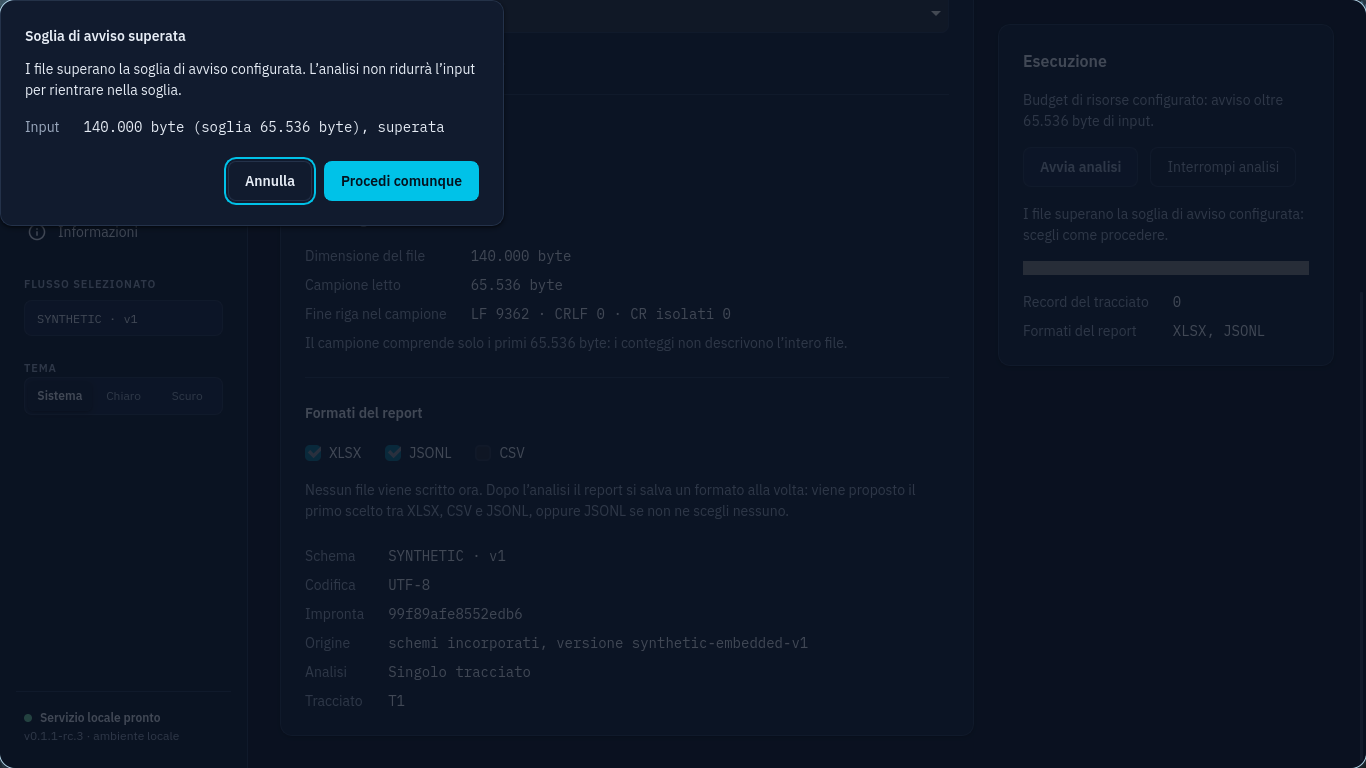 Soglia di avviso superata
I file superano la soglia di avviso configurata. L’analisi non ridurrà l’input
per rientrare nella soglia.
Input 140.000 byte (soglia 65.536 byte), superata
Annulla Procedi comunque
Informazioni
FLUSSO SELEZIONATO
SYNTHETIC · v1
TEMA
Sistema Chiaro Scuro
Servizio locale pronto
v0.1.1-rc.3 · ambiente locale
Dimensione del file 140.000 byte
Campione letto 65.536 byte
Fine riga nel campione LF 9362 · CRLF 0 · CR isolati 0
Il campione comprende solo i primi 65.536 byte: i conteggi non descrivono l’intero file.
Formati del report
XLSX JSONL CSV
Nessun file viene scritto ora. Dopo l’analisi il report si salva un formato alla volta: viene proposto il
primo scelto tra XLSX, CSV e JSONL, oppure JSONL se non ne scegli nessuno.
Schema SYNTHETIC · v1
Codifica UTF-8
Impronta 99f89afe8552edb6
Origine schemi incorporati, versione synthetic-embedded-v1
Analisi Singolo tracciato
Tracciato T1
Esecuzione
Budget di risorse configurato: avviso oltre
65.536 byte di input.
Avvia analisi Interrompi analisi
I file superano la soglia di avviso configurata:
scegli come procedere.
Record del tracciato 0
Formati del report XLSX, JSONL